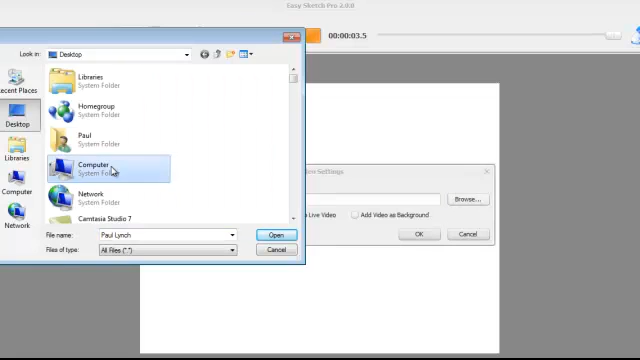 Easy Sketch Pro 2.0.0
00:00:03.5
Look in:
Desktop
Recent Places
Desktop
Libraries
Computer
Network
Libraries
System Folder
Homegroup
System Folder
Paul
System Folder
Computer
System Folder
Network
System Folder
Camtasia Studio 7
File name:
Paul Lynch
Open
Files of type:
All Files (*.*)
Cancel
Settings
Browse...
Live Video
Add Video as Background
OK
Cancel